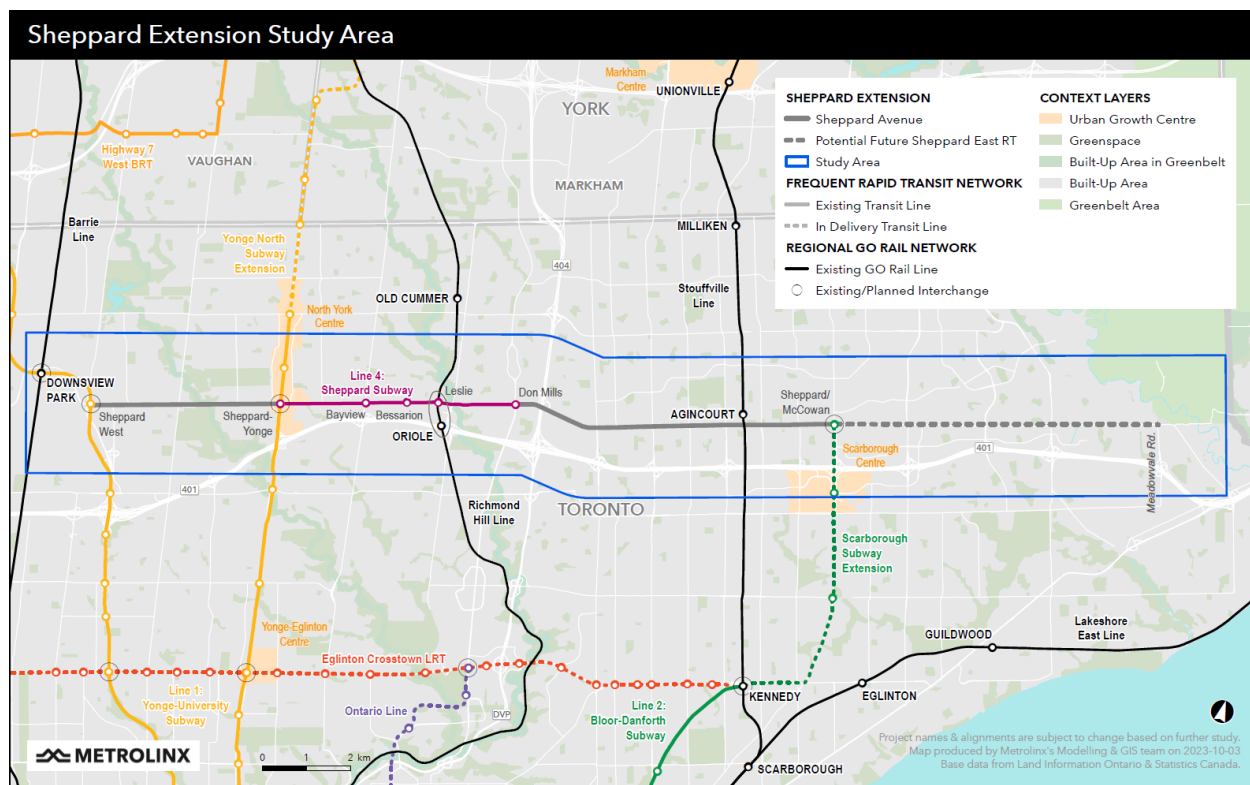 Sheppard Extension Study Area
Markham
Centre
UNIONVILLE
YORK
Highway 7
West BRT
VAUGHAN
MARKHAM
Barrie
Line
MILLIKEN
Yonge North
Subway
Extension
404
OLD CUMMER
Stouffville
Line
North York
Centre
SHEPPARD EXTENSION
Sheppard Avenue
Potential Future Sheppard East RT
Study Area
FREQUENT RAPID TRANSIT NETWORK
Existing Transit Line
In Delivery Transit Line
REGIONAL GO RAIL NETWORK
Existing GO Rail Line
Existing/Planned Interchange
CONTEXT LAYERS
Urban Growth Centre
Greenspace
Built-Up Area in Greenbelt
Built-Up Area
Greenbelt Area
DOWNSVIEW
PARK
Line 4:
Sheppard Subway
Leslie
Don Mills
Sheppard
West
Sheppard-
Yonge
Bayview
Bessarion
ORIOLE
AGINCOURT
Sheppard/
McCowan
Scarborough
Centre
401
Meadowvale Rd.
401
Richmond
Hill Line
TORONTO
Scarborough
Subway
Extension
Yonge-Eglinton
Centre
Eglinton Crosstown LRT
GUILDWOOD
Lakeshore
East Line
Line 1:
Yonge-University
Subway
Ontario Line
DVP
Line 2:
Bloor-Danforth
Subway
KENNEDY
EGLINTON
SCARBOROUGH
METROLINX
0 1 2 km
Project names & alignments are subject to change based on further study.
Map produced by Metrolinx's Modelling & GIS team on 2023-10-03
Base data from Land Information Ontario & Statistics Canada.